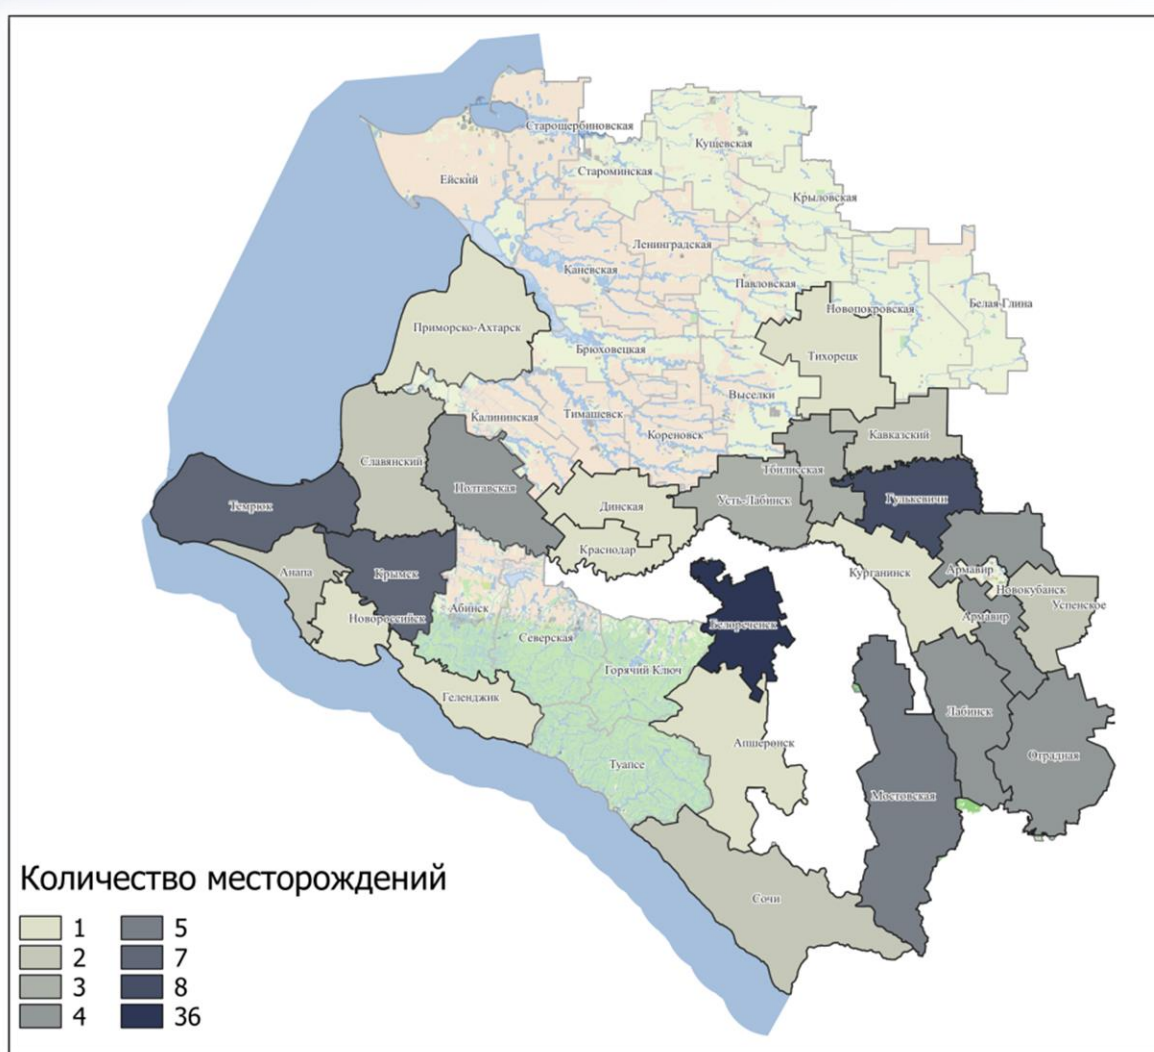 Старощербиновская
Кущевская
Староминская
Ейский
Крыловская
Ленинградская
Каневская
Павловская
Белая Глина
Новопокровская
Приморско-Ахтарск
Брюховецкая
Тихорецк
Выселки
Калининская
Тимашевск
Кореновск
Кавказский
Славянский
Тбилисская
Полтавская
Усть-Лабинск
Гулькевичи
Темрюк
Динская
Краснодар
Анапа
Крымск
Курганинск
Армавир
Новокубанск
Успенское
Абинск
Новороссийск
Армавир
Белореченск
Северская
Горячий Ключ
Геленджик
Лабинск
Апшеронск
Отрадная
Туапсе
Мостовская
Сочи
Количество месторождений
1 5
2 7
3 8
4 36